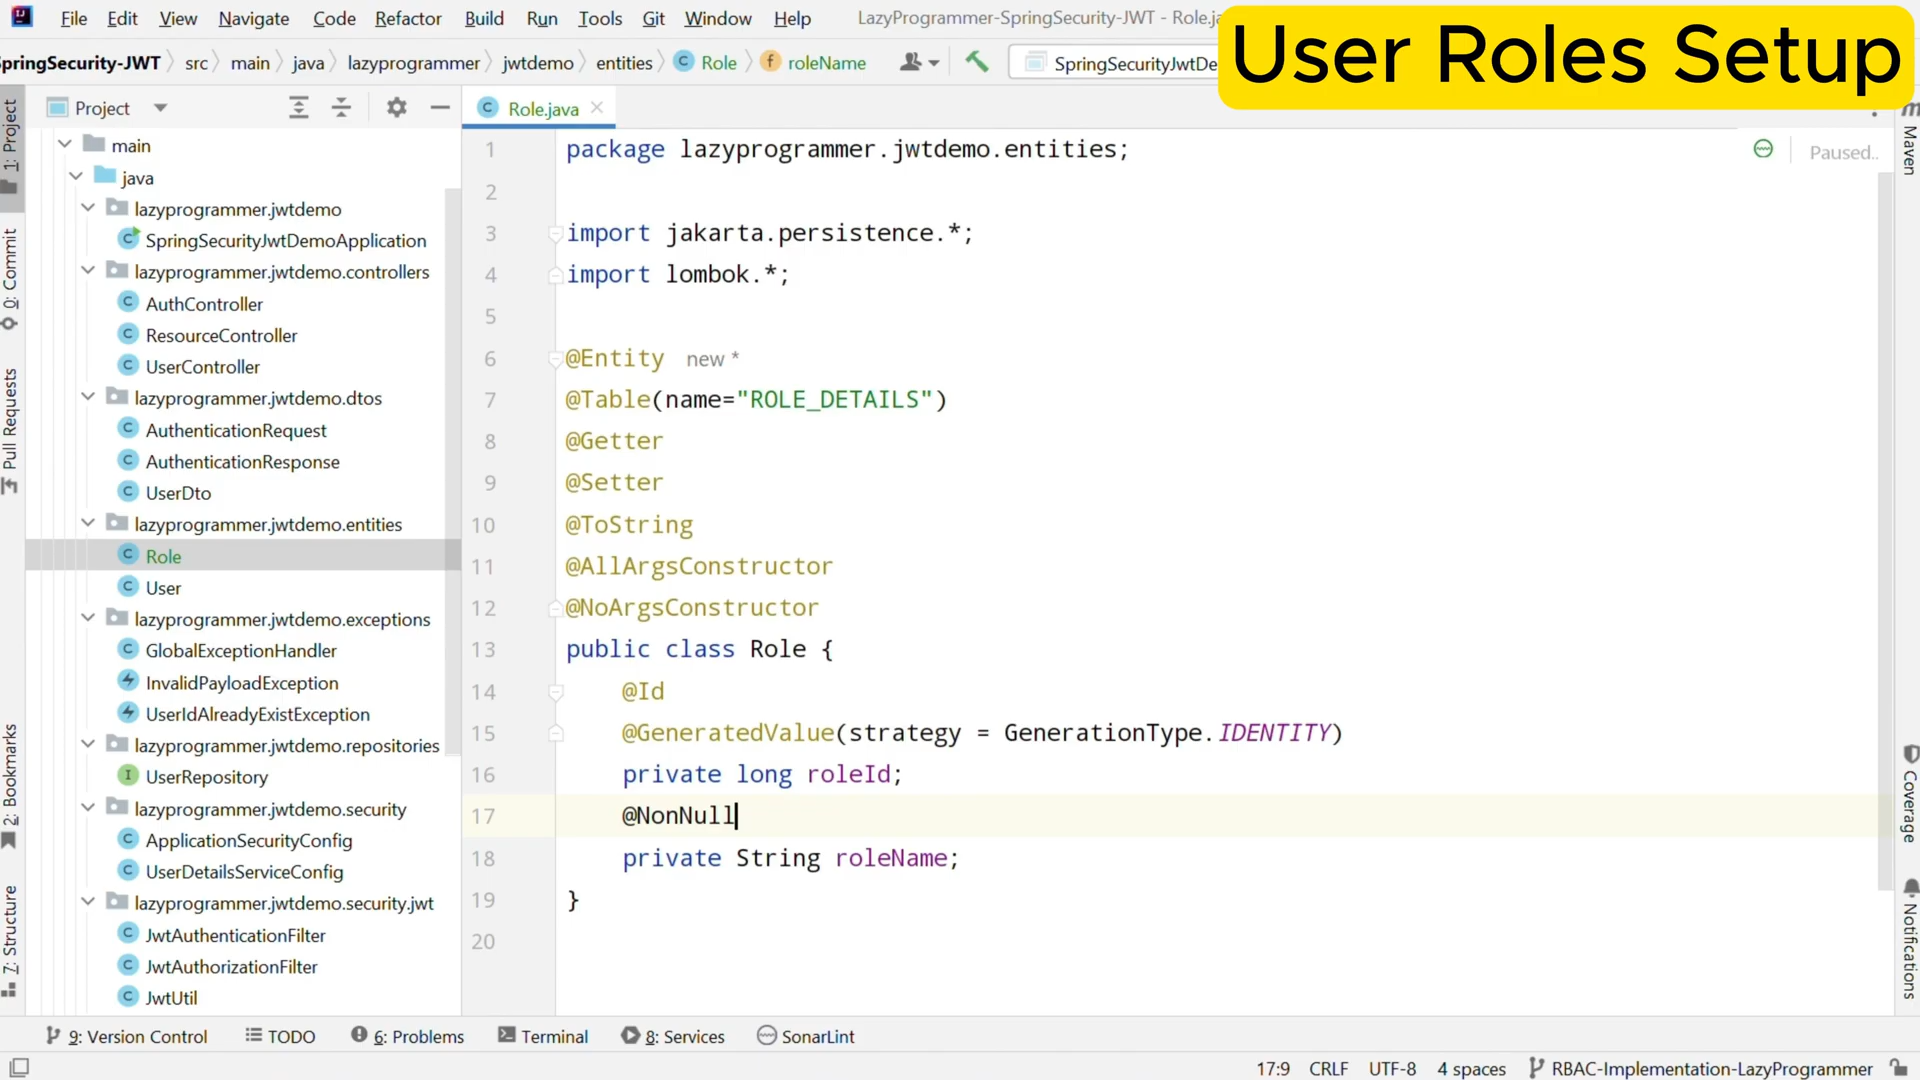 File Edit View Navigate Code Refactor Build Run Tools Git Window Help LazyProgrammer-SpringSecurity-JWT - Role.ja
User Roles Setup
SpringSecurity-JWT src main java lazyprogrammer jwtdemo entities Role roleName SpringSecurityJwtDe
1: Project
0: Commit
Pull Requests
2: Bookmarks
7: Structure
Project
main
java
lazyprogrammer.jwtdemo
SpringSecurityJwtDemoApplication
lazyprogrammer.jwtdemo.controllers
AuthController
ResourceController
UserController
lazyprogrammer.jwtdemo.dtos
AuthenticationRequest
AuthenticationResponse
UserDto
lazyprogrammer.jwtdemo.entities
Role
User
lazyprogrammer.jwtdemo.exceptions
GlobalExceptionHandler
InvalidPayloadException
UserIdAlreadyExistException
lazyprogrammer.jwtdemo.repositories
UserRepository
lazyprogrammer.jwtdemo.security
ApplicationSecurityConfig
UserDetailsServiceConfig
lazyprogrammer.jwtdemo.security.jwt
JwtAuthenticationFilter
JwtAuthorizationFilter
JwtUtil
Role.java
Paused..
1 package lazyprogrammer.jwtdemo.entities;
2
3 import jakarta.persistence.*;
4 import lombok.*;
5
6 @Entity new *
7 @Table(name="ROLE_DETAILS")
8 @Getter
9 @Setter
10 @ToString
11 @AllArgsConstructor
12 @NoArgsConstructor
13 public class Role {
14 @Id
15 @GeneratedValue(strategy = GenerationType.IDENTITY)
16 private long roleId;
17 @NonNull
18 private String roleName;
19 }
20
m Maven
Coverage
Notifications
9: Version Control TODO 6: Problems Terminal 8: Services SonarLint
17:9 CRLF UTF-8 4 spaces RBAC-Implementation-LazyProgrammer